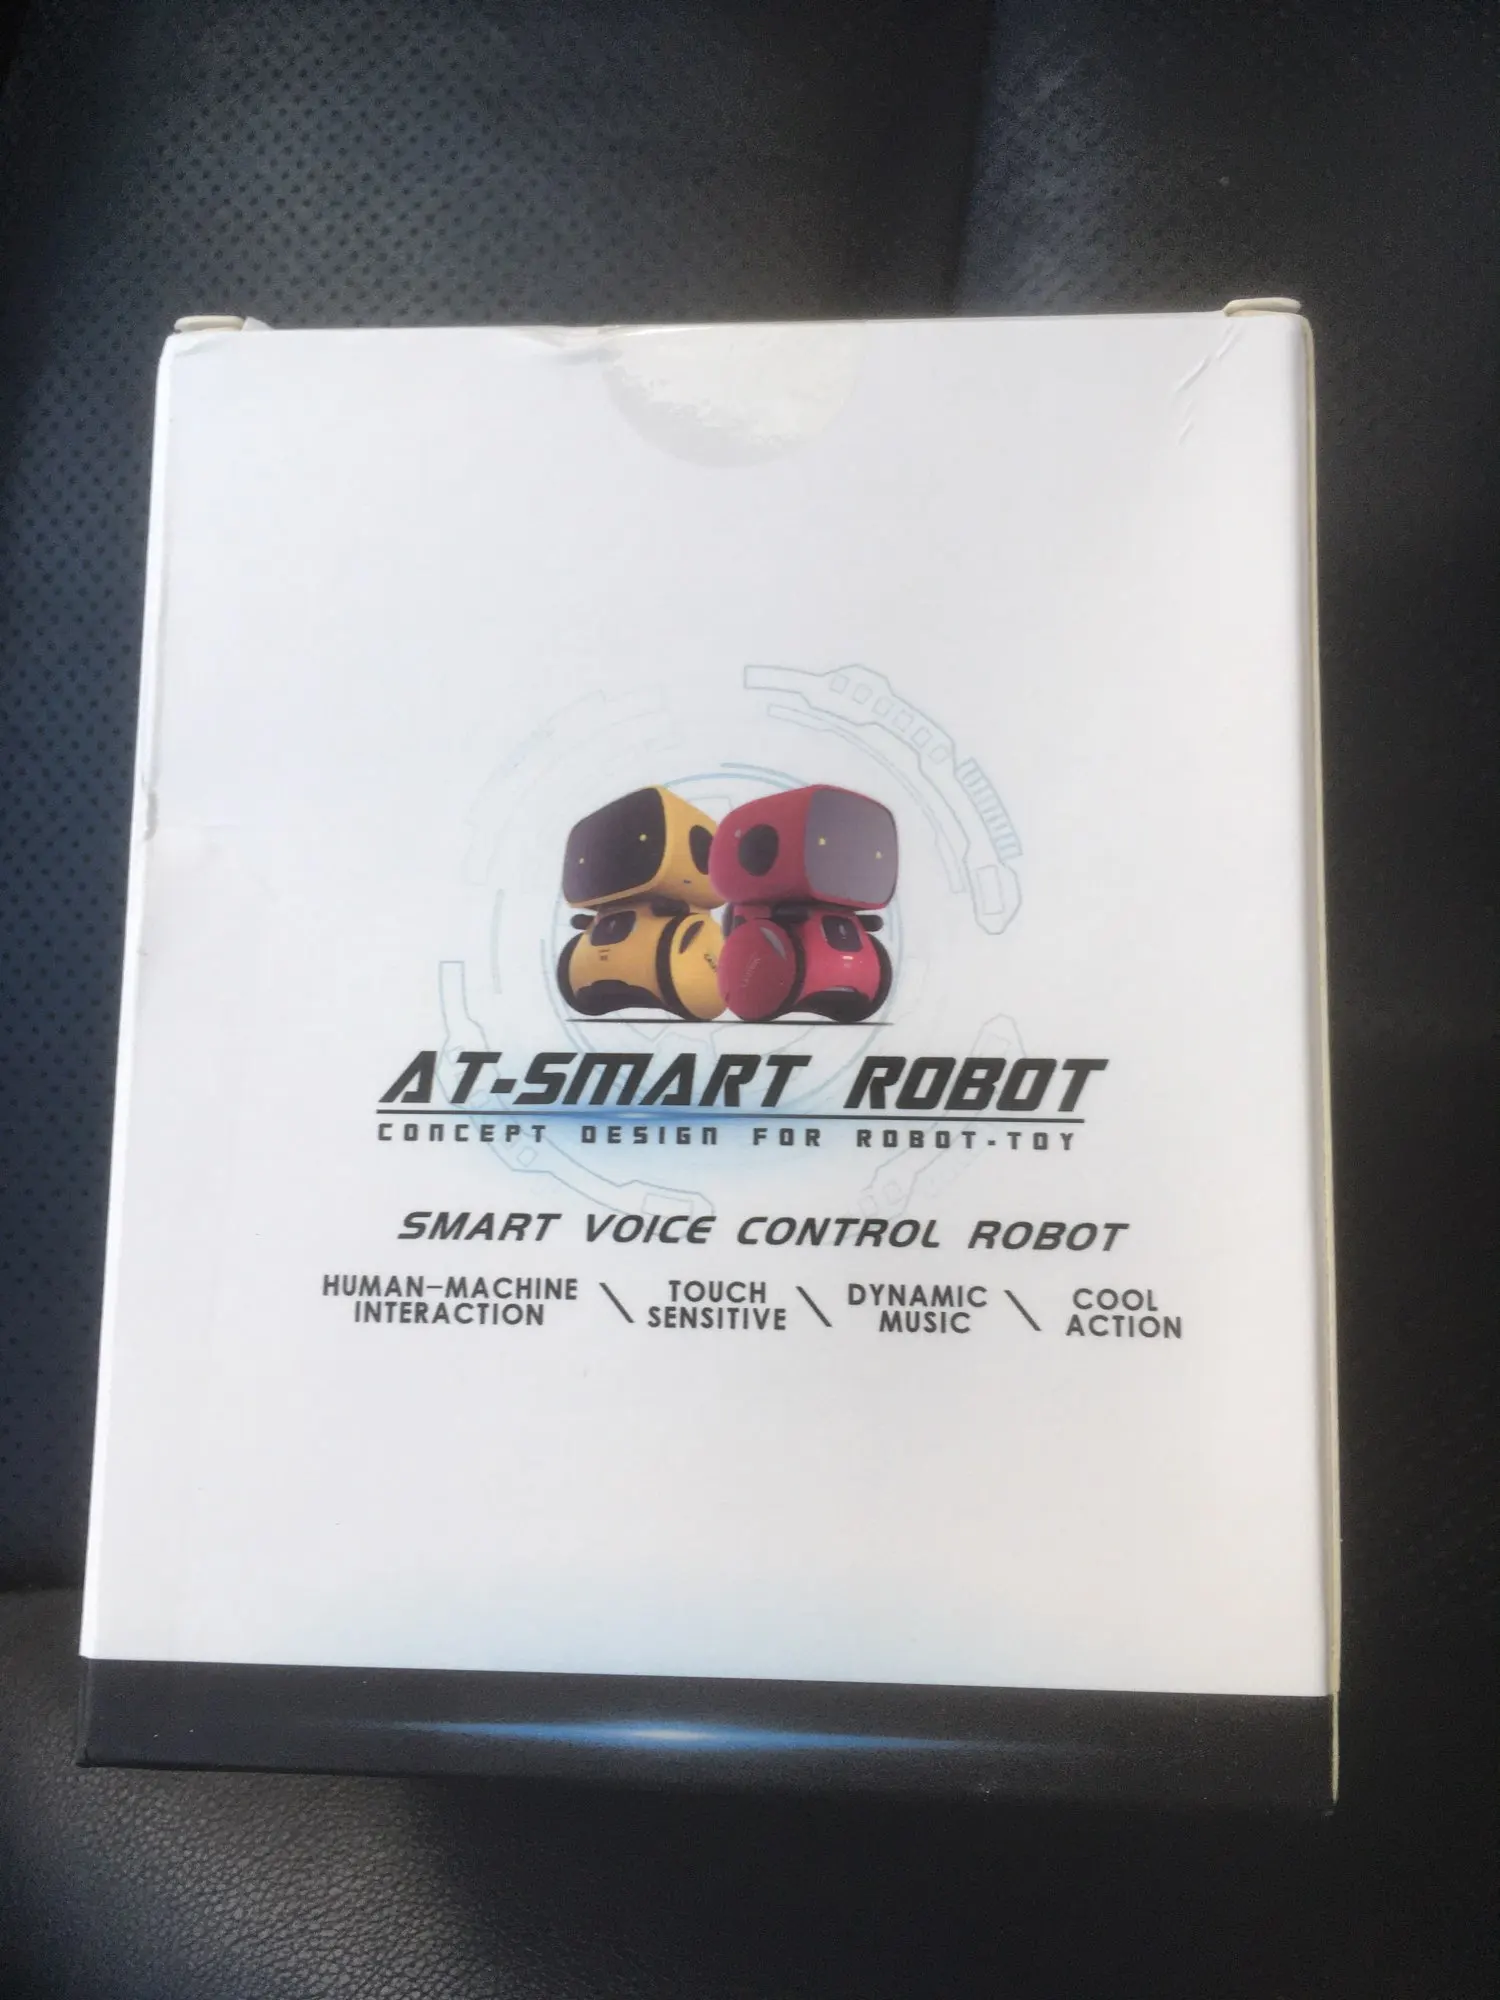 AT-SMART ROBOT
CONCEPT DESIGN FOR ROBOT-TOY
SMART VOICE CONTROL ROBOT
HUMAN-MACHINE INTERACTION \ TOUCH SENSITIVE \ DYNAMIC MUSIC \ COOL ACTION